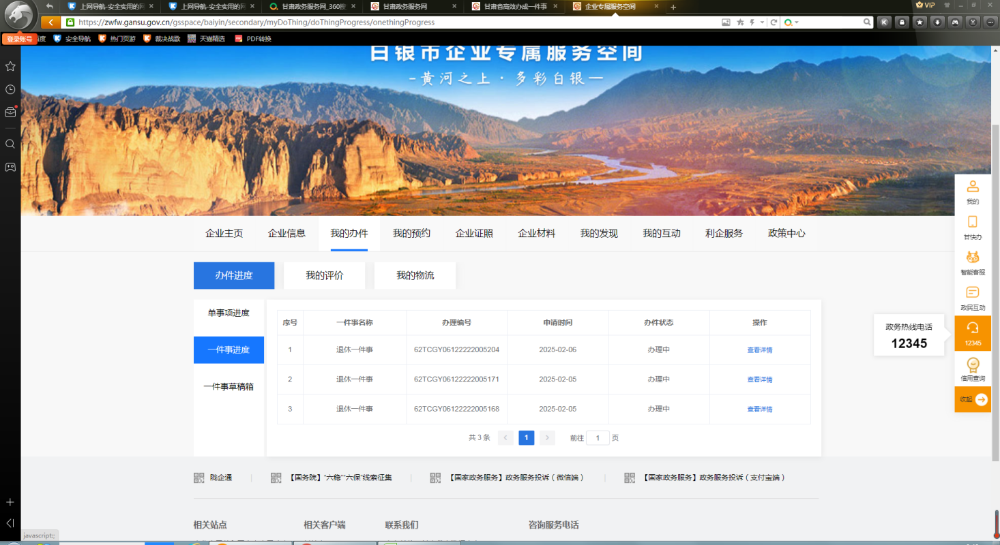 上网导航-安全实用的网
上网导航-安全实用的网
甘肃政务服务网_360搜
甘肃政务服务网
甘肃省高效办成一件事
企业专属服务空间
VIP
https://zwfw.gansu.gov.cn/gsspace/baiyin/secondary/myDoThing/doThingProgress/onethingProgress
登录账号
度
安全导航
热门页游
裁决战歌
天猫精选
PDF转换
白银市企业专属服务空间
-黄河之上·多彩白银一
企业主页
企业信息
我的办件
我的预约
企业证照
企业材料
我的发现
我的互动
利企服务
政策中心
办件进度
我的评价
我的物流
单事项进度
一件事进度
一件事草稿箱
序号 一件事名称 办理编号 申请时间 办件状态 操作
1 退休一件事 62TCGY06122222005204 2025-02-06 办理中 查看详情
2 退休一件事 62TCGY06122222005171 2025-02-05 办理中 查看详情
3 退休一件事 62TCGY06122222005168 2025-02-05 办理中 查看详情
共 3 条 < 1 > 前往 1 页
我的
甘快办
智能客服
政民互动
政务热线电话
12345
12345
信用查询
收起
陇企通
【国务院】“六稳”“六保”线索征集
【国家政务服务】政务服务投诉（微信端）
【国家政务服务】政务服务投诉（支付宝端）
相关站点
相关客户端
联系我们
咨询服务电话
javascript:;